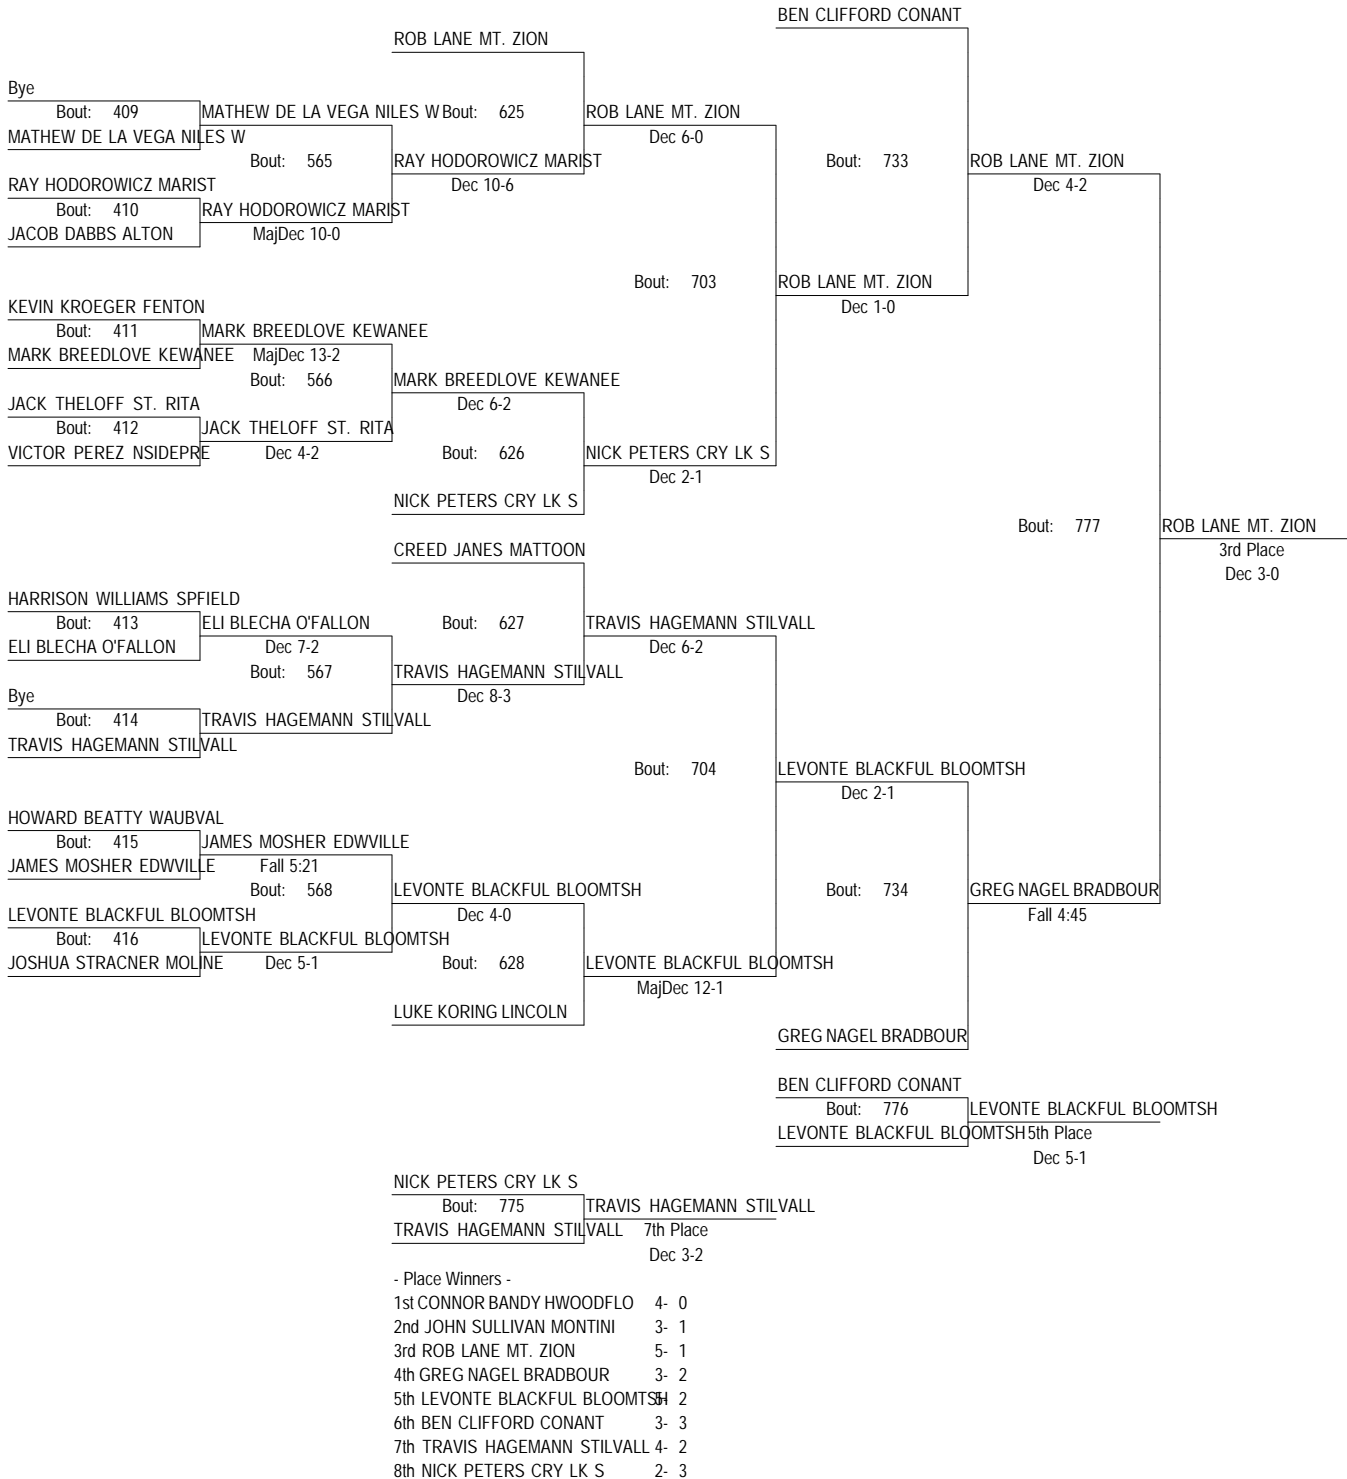 BEN CLIFFORD CONANT
ROB LANE MT. ZION
Bye
Bout: 409
MATHEW DE LA VEGA NILES W
Bout: 625
ROB LANE MT. ZION
MATHEW DE LA VEGA NILES W
Dec 6-0
Bout: 565
RAY HODOROWICZ MARIST
Bout: 733
ROB LANE MT. ZION
RAY HODOROWICZ MARIST
Dec 10-6
Dec 4-2
Bout: 410
RAY HODOROWICZ MARIST
JACOB DABBS ALTON
MajDec 10-0
Bout: 703
ROB LANE MT. ZION
KEVIN KROEGER FENTON
Dec 1-0
Bout: 411
MARK BREEDLOVE KEWANEE
MARK BREEDLOVE KEWANEE
MajDec 13-2
Bout: 566
MARK BREEDLOVE KEWANEE
JACK THELOFF ST. RITA
Dec 6-2
Bout: 412
JACK THELOFF ST. RITA
VICTOR PEREZ NSIDEPRE
Dec 4-2
Bout: 626
NICK PETERS CRY LK S
Dec 2-1
NICK PETERS CRY LK S
Bout: 777
ROB LANE MT. ZION
CREED JANES MATTOON
3rd Place
Dec 3-0
HARRISON WILLIAMS SPFIELD
Bout: 413
ELI BLECHA O'FALLON
Bout: 627
TRAVIS HAGEMANN STILVALL
ELI BLECHA O'FALLON
Dec 7-2
Dec 6-2
Bout: 567
TRAVIS HAGEMANN STILVALL
Bye
Dec 8-3
Bout: 414
TRAVIS HAGEMANN STILVALL
TRAVIS HAGEMANN STILVALL
Bout: 704
LEVONTE BLACKFUL BLOOMTSH
Dec 2-1
HOWARD BEATTY WAUBVAL
Bout: 415
JAMES MOSHER EDWVILLE
JAMES MOSHER EDWVILLE
Fall 5:21
Bout: 568
LEVONTE BLACKFUL BLOOMTSH
Bout: 734
GREG NAGEL BRADBOUR
LEVONTE BLACKFUL BLOOMTSH
Dec 4-0
Fall 4:45
Bout: 416
LEVONTE BLACKFUL BLOOMTSH
JOSHUA STRACNER MOLINE
Dec 5-1
Bout: 628
LEVONTE BLACKFUL BLOOMTSH
MajDec 12-1
LUKE KORING LINCOLN
GREG NAGEL BRADBOUR
BEN CLIFFORD CONANT
Bout: 776
LEVONTE BLACKFUL BLOOMTSH
LEVONTE BLACKFUL BLOOMTSH
5th Place
Dec 5-1
NICK PETERS CRY LK S
Bout: 775
TRAVIS HAGEMANN STILVALL
TRAVIS HAGEMANN STILVALL
7th Place
Dec 3-2
- Place Winners -
1st CONNOR BANDY HWOODFLO 4- 0
2nd JOHN SULLIVAN MONTINI 3- 1
3rd ROB LANE MT. ZION 5- 1
4th GREG NAGEL BRADBOUR 3- 2
5th LEVONTE BLACKFUL BLOOMTSH 2
6th BEN CLIFFORD CONANT 3- 3
7th TRAVIS HAGEMANN STILVALL 4- 2
8th NICK PETERS CRY LK S 2- 3